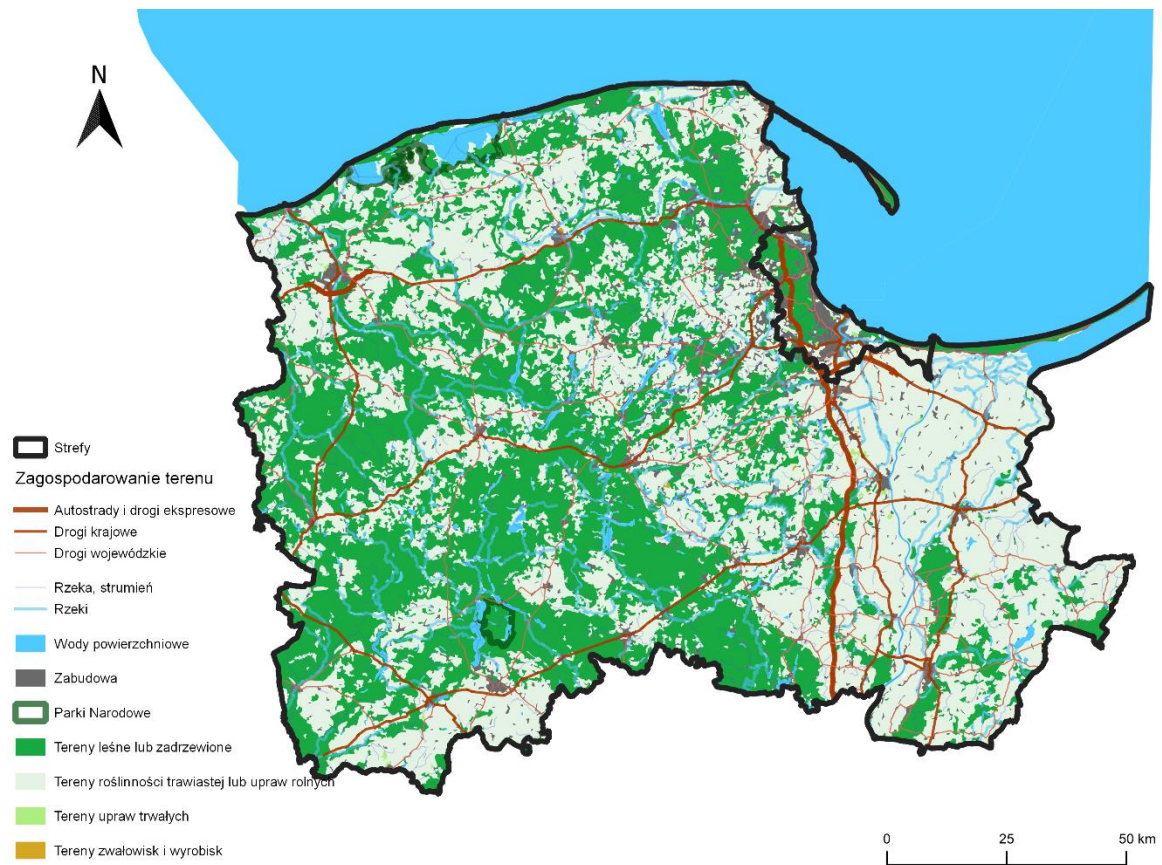 N
Strefy
Zagospodarowanie terenu
Autostrady i drogi ekspresowe
Drogi krajowe
Drogi wojewódzkie
Rzeka, strumień
Rzeki
Wody powierzchniowe
Zabudowa
Parki Narodowe
Tereny leśne lub zadrzewione
Tereny roślinności trawiastej lub upraw rolnych
Tereny upraw trwałych
Tereny zwałowisk i wyrobisk
0 25 50 km